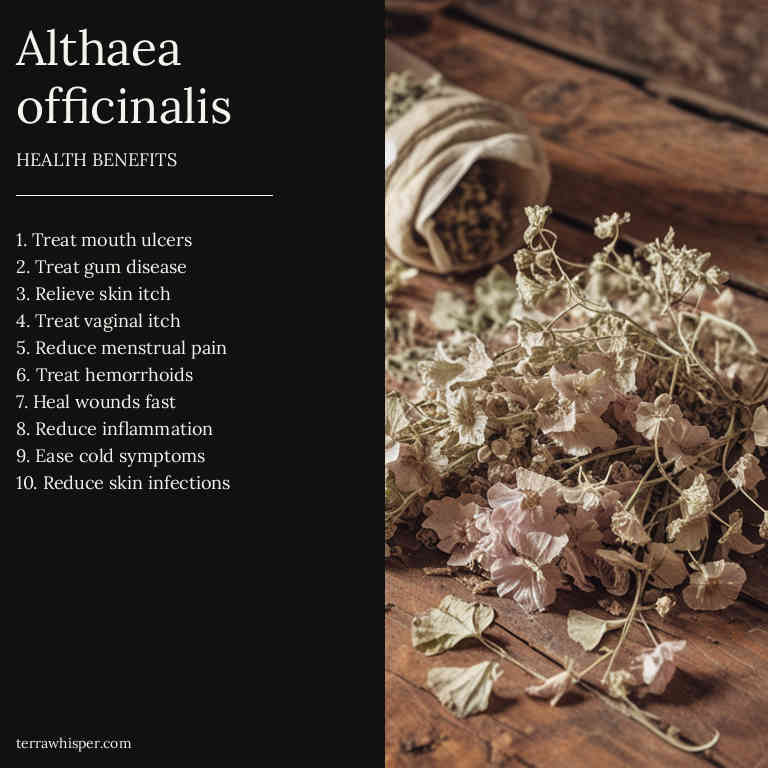 Althaea
officinalis
HEALTH BENEFITS
1. Treat mouth ulcers
2. Treat gum disease
3. Relieve skin itch
4. Treat vaginal itch
5. Reduce menstrual pain
6. Treat hemorrhoids
7. Heal wounds fast
8. Reduce inflammation
9. Ease cold symptoms
10. Reduce skin infections
terrawhisper.com